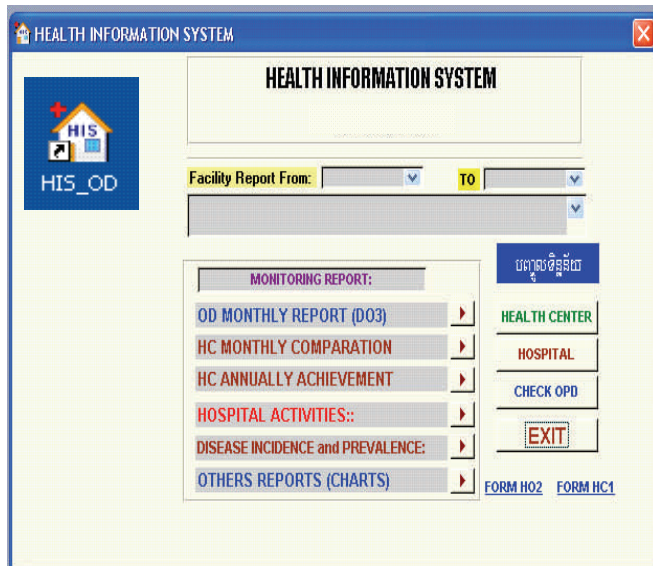 HEALTH INFORMATION SYSTEM
HEALTH INFORMATION SYSTEM
HIS
HIS_OD
Facility Report From:
TO
បញ្ចូលទិន្នន័យ
MONITORING REPORT:
OD MONTHLY REPORT (DO3)
HC MONTHLY COMPARATION
HC ANNUALLY ACHIEVEMENT
HOSPITAL ACTIVITIES::
DISEASE INCIDENCE and PREVALENCE:
OTHERS REPORTS (CHARTS)
HEALTH CENTER
HOSPITAL
CHECK OPD
EXIT
FORM HO2 FORM HC1